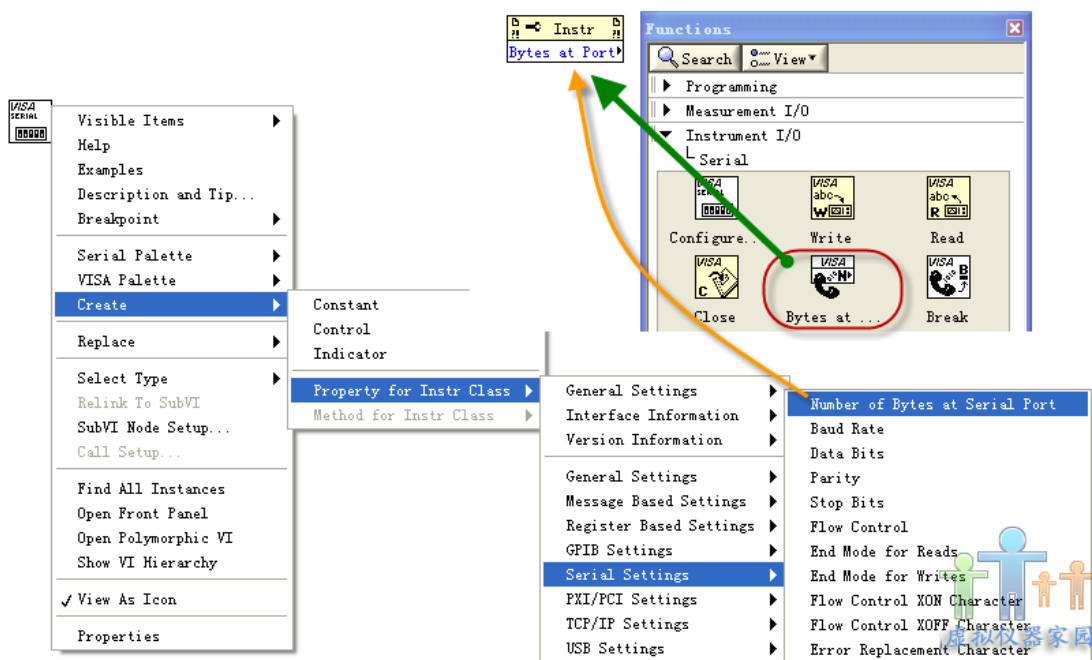 Instr
Bytes at Port
Functions
Search
View
Programming
Measurement I/O
Instrument I/O
Serial
VISA
SERIAL
VISA
SERIAL
VISA
abc
W
VISA
abc
R
Configure...
Write
Read
VISA
C
VISA
N
VISA
B
Close
Bytes at ...
Break
Visible Items
Help
Examples
Description and Tip...
Breakpoint
Serial Palette
VISA Palette
Create
Replace
Select Type
Relink To SubVI
SubVI Node Setup...
Call Setup...
Find All Instances
Open Front Panel
Open Polymorphic VI
Show VI Hierarchy
View As Icon
Properties
Constant
Control
Indicator
Property for Instr Class
Method for Instr Class
General Settings
Interface Information
Version Information
General Settings
Message Based Settings
Register Based Settings
GPIB Settings
Serial Settings
PXI/PCI Settings
TCP/IP Settings
USB Settings
Number of Bytes at Serial Port
Baud Rate
Data Bits
Parity
Stop Bits
Flow Control
End Mode for Reads
End Mode for Writes
Flow Control XON Character
Flow Control XOFF Character
Error Replacement Character
虚拟仪器家园